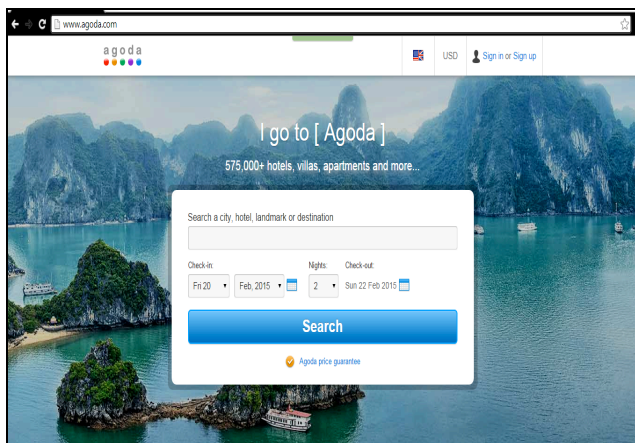 www.agoda.com
agoda
USD
Sign in or Sign up
I go to [ Agoda ]
575,000+ hotels, villas, apartments and more...
Search a city, hotel, landmark or destination
Check-in: Nights: Check-out:
Fri 20 Feb, 2015 2 Sun 22 Feb 2015
Search
Agoda price guarantee